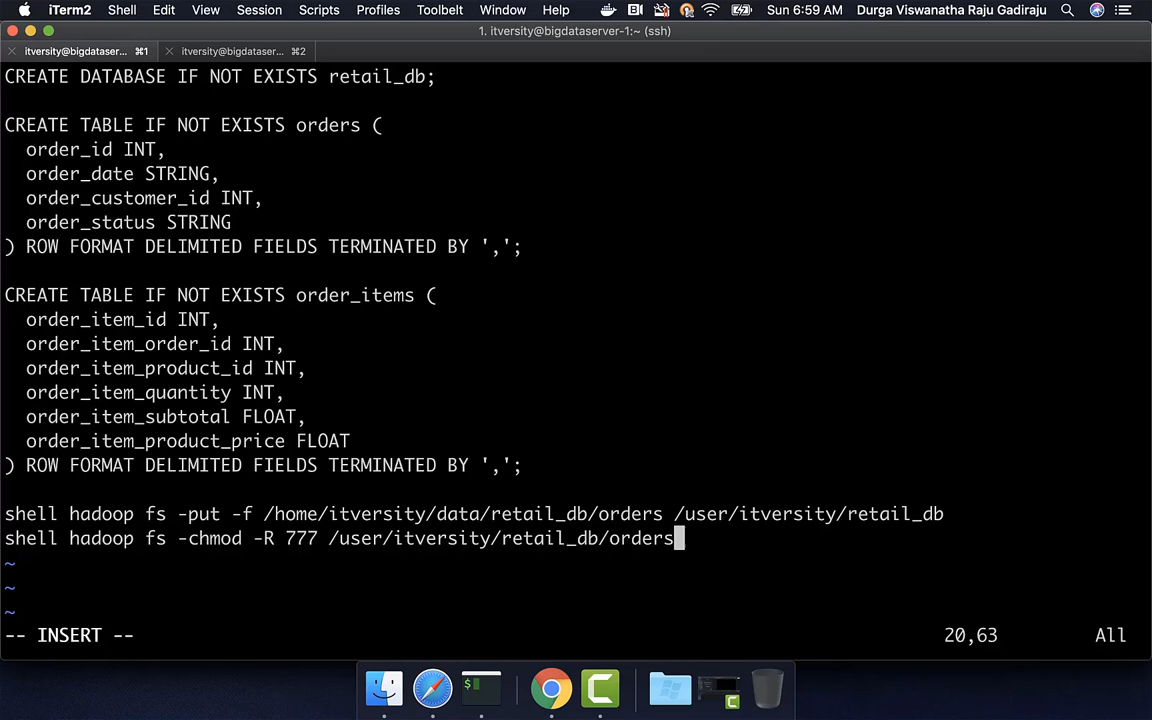 iTerm2 Shell Edit View Session Scripts Profiles Toolbelt Window Help Sun 6:59 AM Durga Viswanatha Raju Gadiraju
1. itversity@bigdataserver-1:~ (ssh)
itversity@bigdataserver... ⌘1 itversity@bigdataserver... ⌘2
CREATE DATABASE IF NOT EXISTS retail_db;
CREATE TABLE IF NOT EXISTS orders (
order_id INT,
order_date STRING,
order_customer_id INT,
order_status STRING
) ROW FORMAT DELIMITED FIELDS TERMINATED BY ',';
CREATE TABLE IF NOT EXISTS order_items (
order_item_id INT,
order_item_order_id INT,
order_item_product_id INT,
order_item_quantity INT,
order_item_subtotal FLOAT,
order_item_product_price FLOAT
) ROW FORMAT DELIMITED FIELDS TERMINATED BY ',';
shell hadoop fs -put -f /home/itversity/data/retail_db/orders /user/itversity/retail_db
shell hadoop fs -chmod -R 777 /user/itversity/retail_db/orders
~
~
~
-- INSERT -- 20,63 All